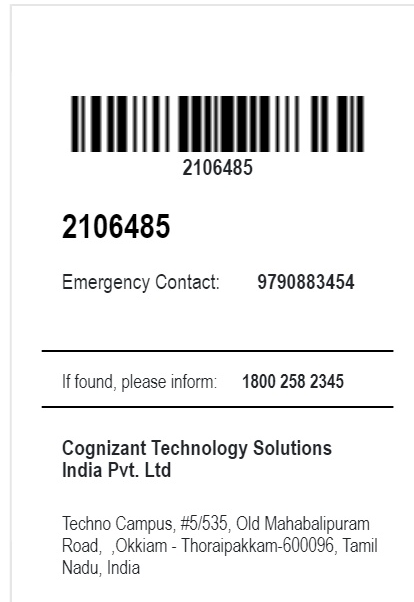 2106485
2106485
Emergency Contact: 9790883454
If found, please inform: 1800 258 2345
Cognizant Technology Solutions
India Pvt. Ltd
Techno Campus, #5/535, Old Mahabalipuram
Road, ,Okkiam - Thoraipakkam-600096, Tamil
Nadu, India